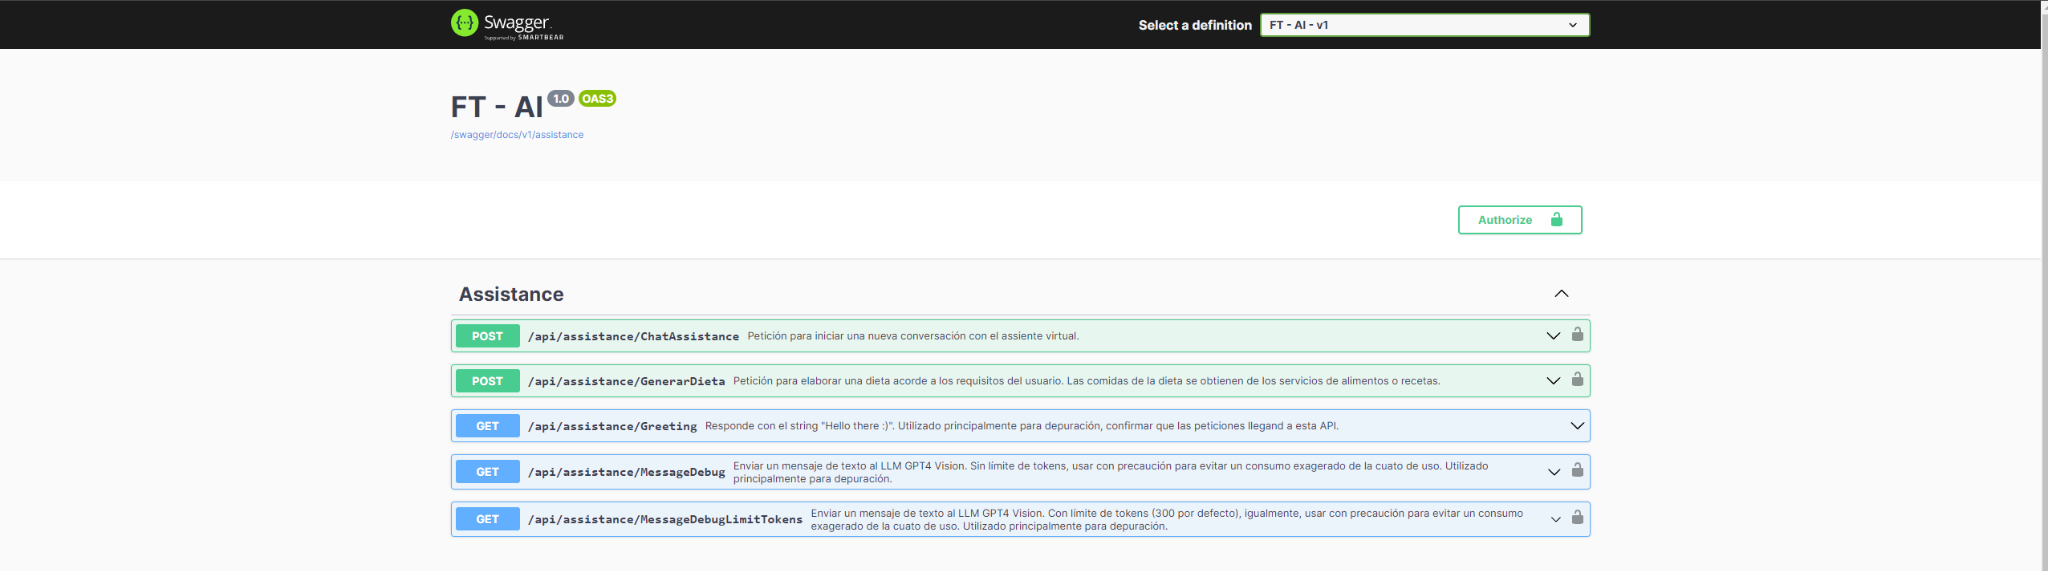 Swagger.
Supported by SMARTBEAR
Select a definition
FT - AI - v1
FT - AI 1.0 OAS3
/swagger/docs/v1/assistance
Authorize
Assistance
POST /api/assistance/ChatAssistance Petición para iniciar una nueva conversación con el assiente virtual.
POST /api/assistance/GenerarDieta Petición para elaborar una dieta acorde a los requisitos del usuario. Las comidas de la dieta se obtienen de los servicios de alimentos o recetas.
GET /api/assistance/Greeting Responde con el string "Hello there :)". Utilizado principalmente para depuración, confirmar que las peticiones llegand a esta API.
GET /api/assistance/MessageDebug Enviar un mensaje de texto al LLM GPT4 Vision. Sin límite de tokens, usar con precaución para evitar un consumo exagerado de la cuato de uso. Utilizado
principalmente para depuración.
GET /api/assistance/MessageDebugLimitTokens Enviar un mensaje de texto al LLM GPT4 Vision. Con límite de tokens (300 por defecto), igualmente, usar con precaución para evitar un consumo
exagerado de la cuato de uso. Utilizado principalmente para depuración.